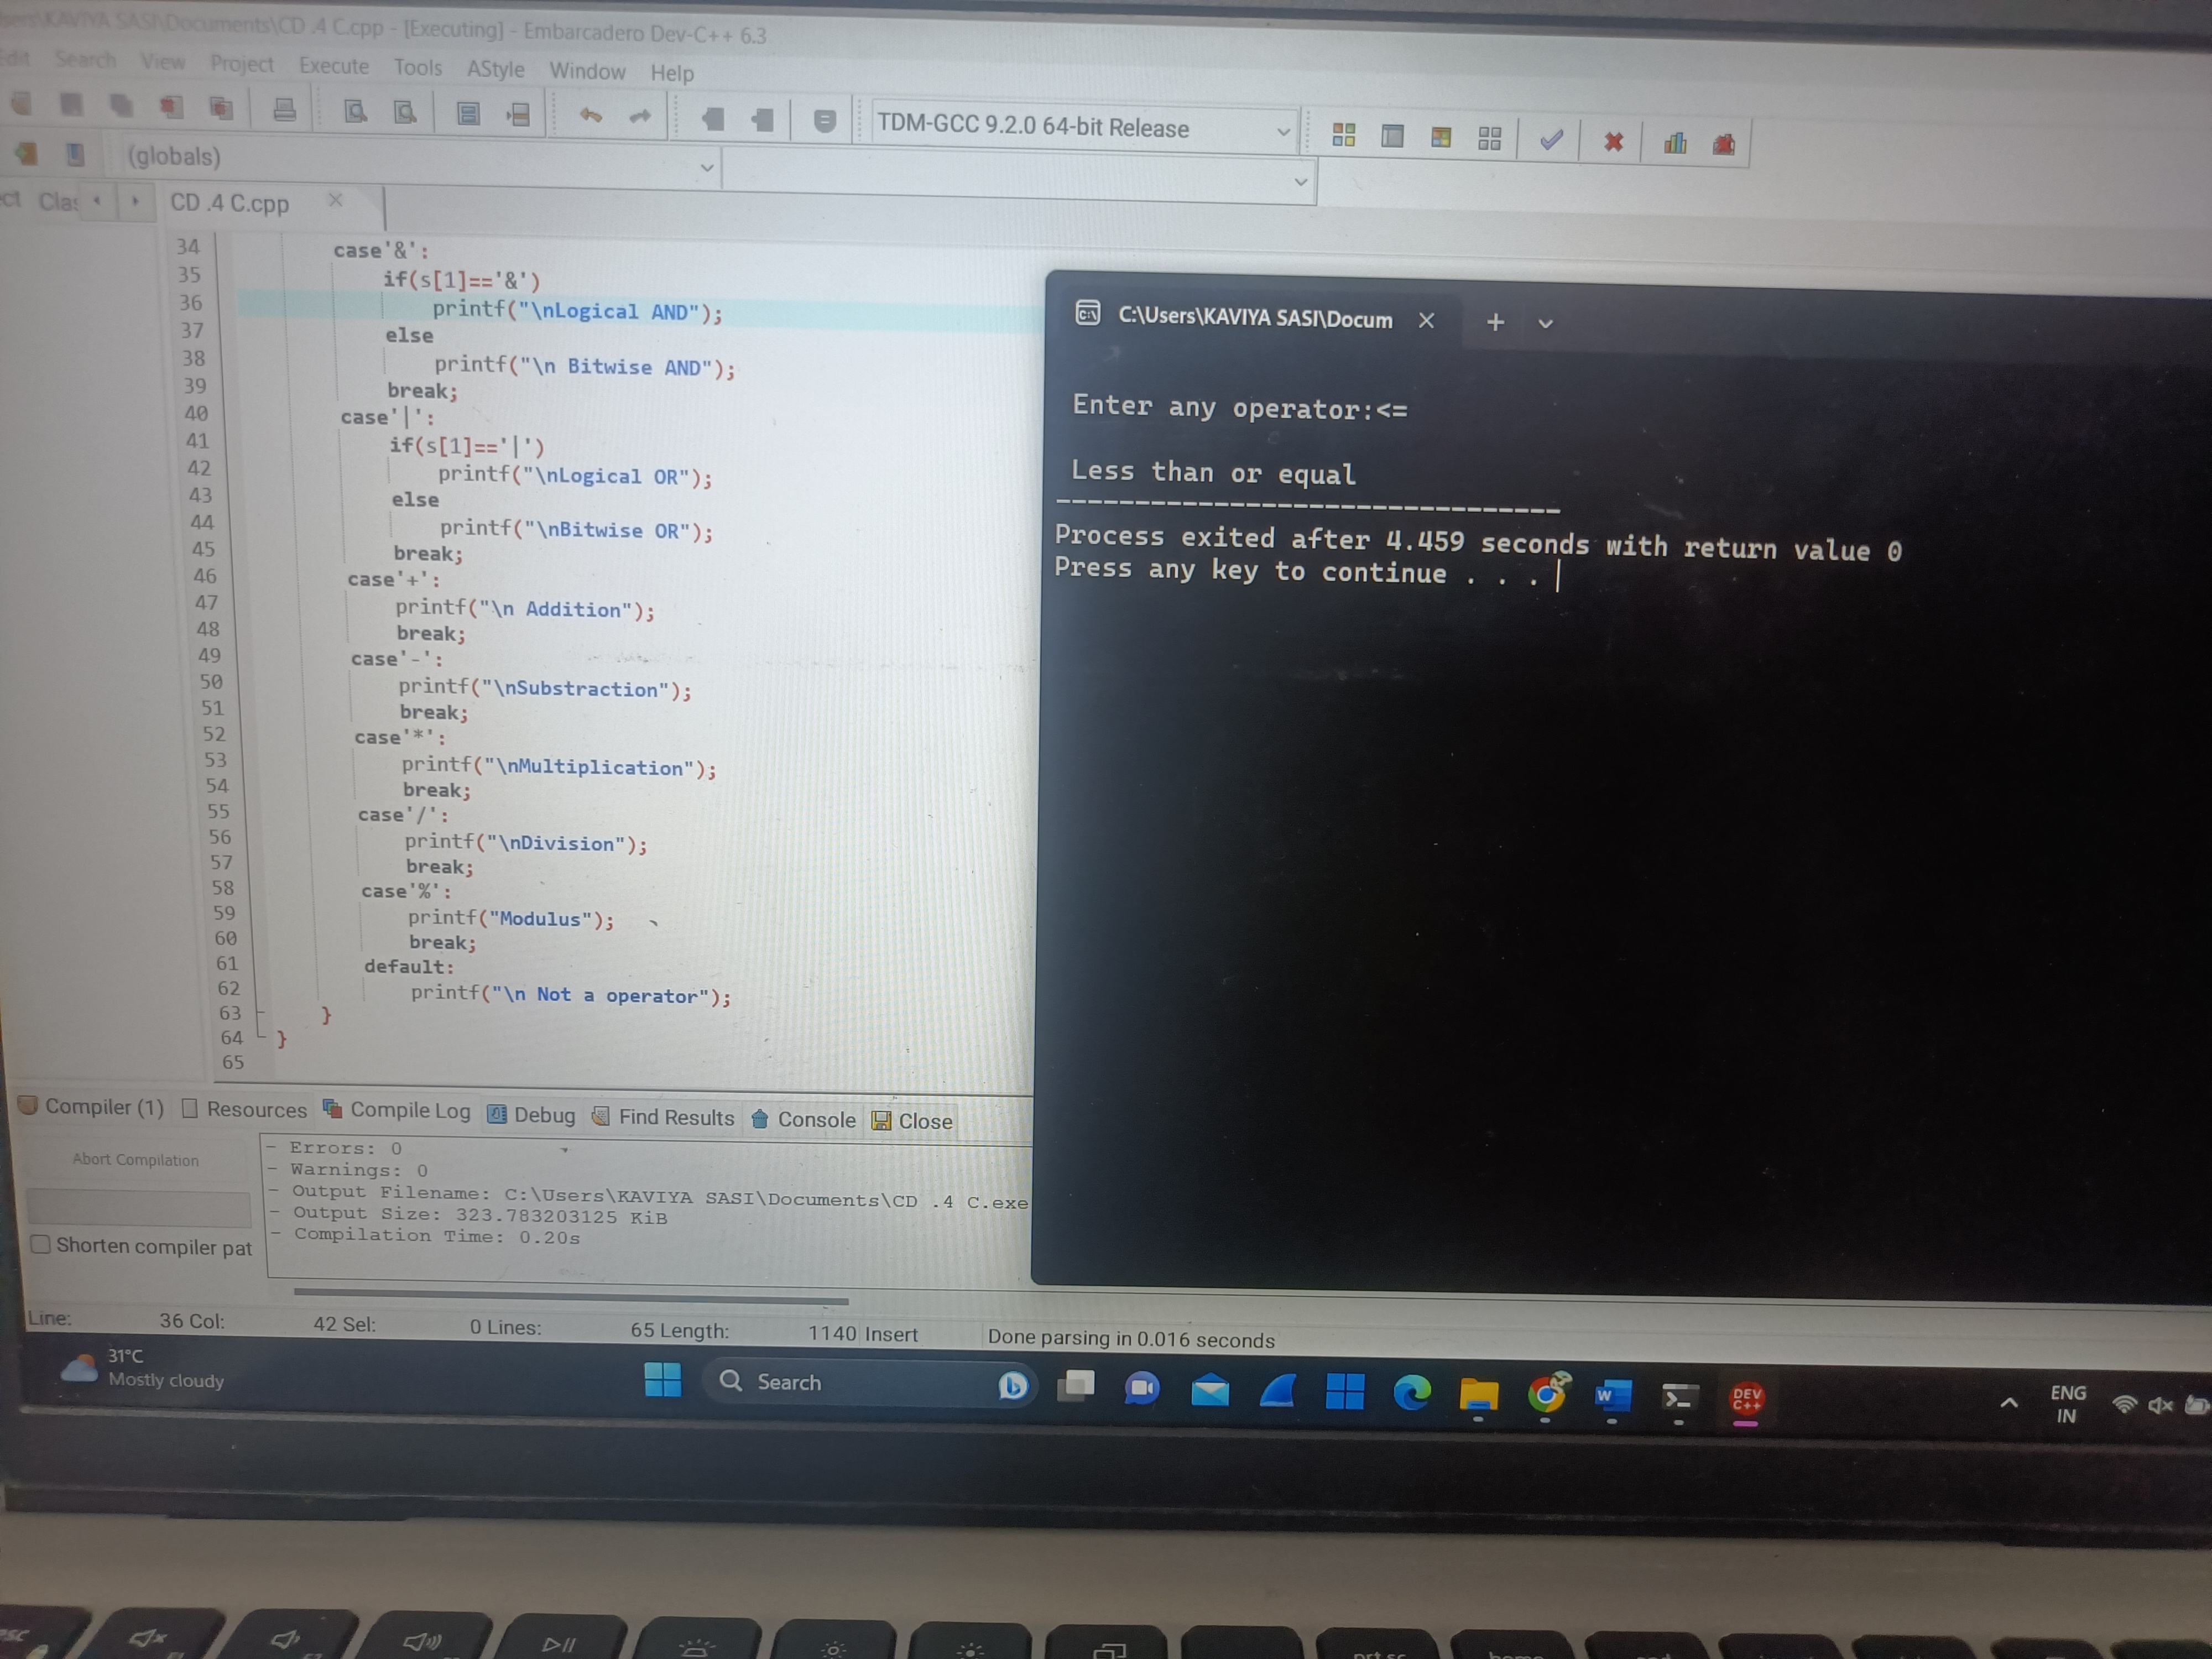 \KAVIYA SASI\Documents\CD .4 C.cpp - [Executing] - Embarcadero Dev-C++ 6.3
Edit Search View Project Execute Tools AStyle Window Help
TDM-GCC 9.2.0 64-bit Release
(globals)
CD .4 C.cpp
34 case'&':
35 if(s[1]=='&')
36 printf("\nLogical AND");
37 else
38 printf("\n Bitwise AND");
39 break;
40 case'|':
41 if(s[1]=='|')
42 printf("\nLogical OR");
43 else
44 printf("\nBitwise OR");
45 break;
46 case'+':
47 printf("\n Addition");
48 break;
49 case'-':
50 printf("\nSubstraction");
51 break;
52 case'*':
53 printf("\nMultiplication");
54 break;
55 case'/':
56 printf("\nDivision");
57 break;
58 case'%':
59 printf("Modulus");
60 break;
61 default:
62 printf("\n Not a operator");
63 }
64 }
65
C:\Users\KAVIYA SASI\Docum
Enter any operator:<=
Less than or equal
--------------------------------
Process exited after 4.459 seconds with return value 0
Press any key to continue . . .
Compiler (1) Resources Compile Log Debug Find Results Console Close
Abort Compilation
Shorten compiler pat
- Errors: 0
- Warnings: 0
- Output Filename: C:\Users\KAVIYA SASI\Documents\CD .4 C.exe
- Output Size: 323.783203125 KiB
- Compilation Time: 0.20s
Line: 36 Col: 42 Sel: 0 Lines: 65 Length: 1140 Insert Done parsing in 0.016 seconds
31°C
Mostly cloudy
Search
DEV
C++
ENG
IN